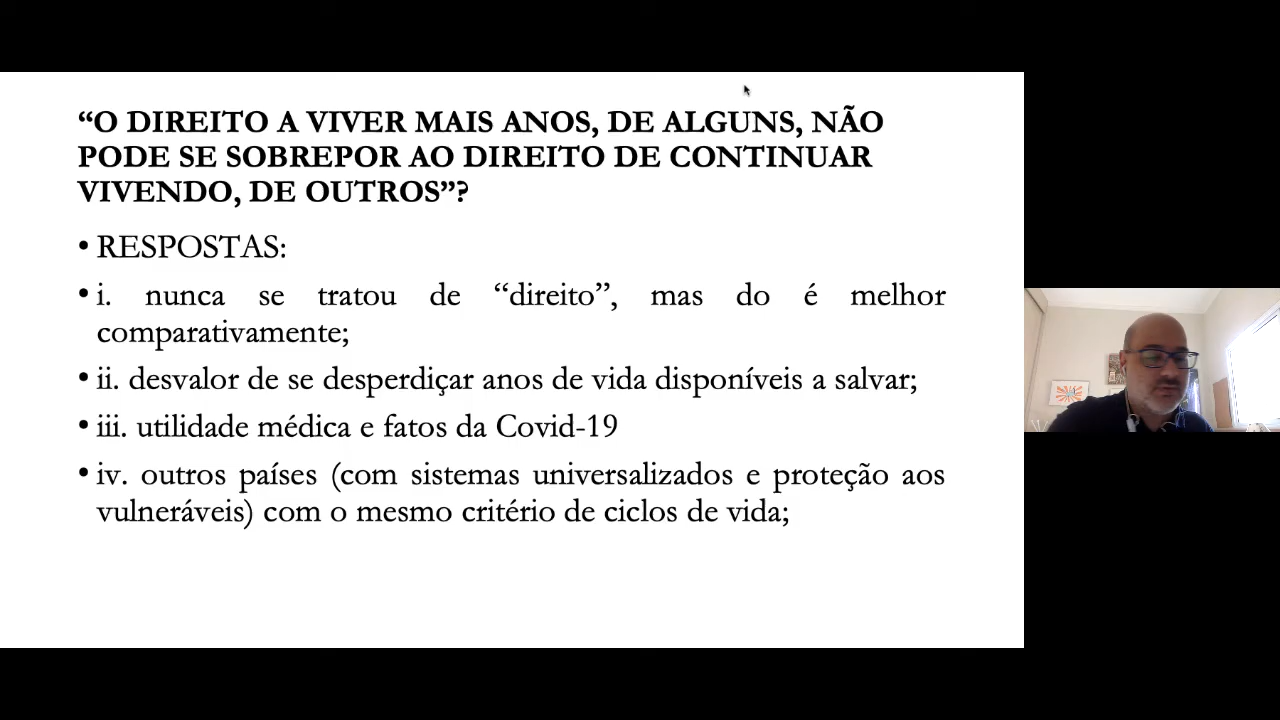 “O DIREITO A VIVER MAIS ANOS, DE ALGUNS, NÃO
PODE SE SOBREPOR AO DIREITO DE CONTINUAR
VIVENDO, DE OUTROS”?
• RESPOSTAS:
• i. nunca se tratou de “direito”, mas do é melhor
comparativamente;
• ii. desvalor de se desperdiçar anos de vida disponíveis a salvar;
• iii. utilidade médica e fatos da Covid-19
• iv. outros países (com sistemas universalizados e proteção aos
vulneráveis) com o mesmo critério de ciclos de vida;